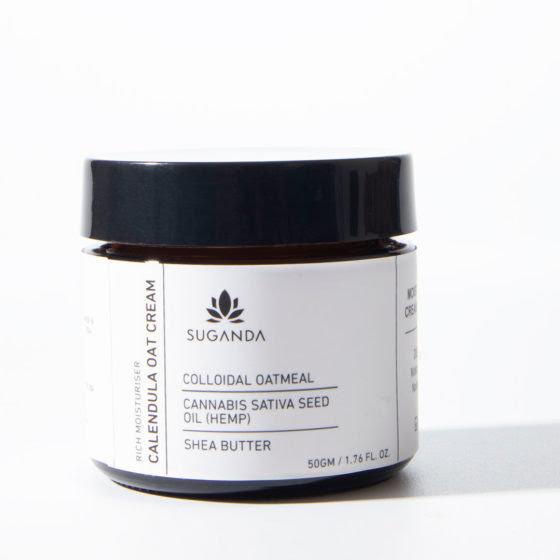 RICH MOISTURISER
CALENDULA OAT CREAM
SUGANDA
COLLOIDAL OATMEAL
CANNABIS SATIVA SEED
OIL (HEMP)
SHEA BUTTER
50GM / 1.76 FL. OZ.